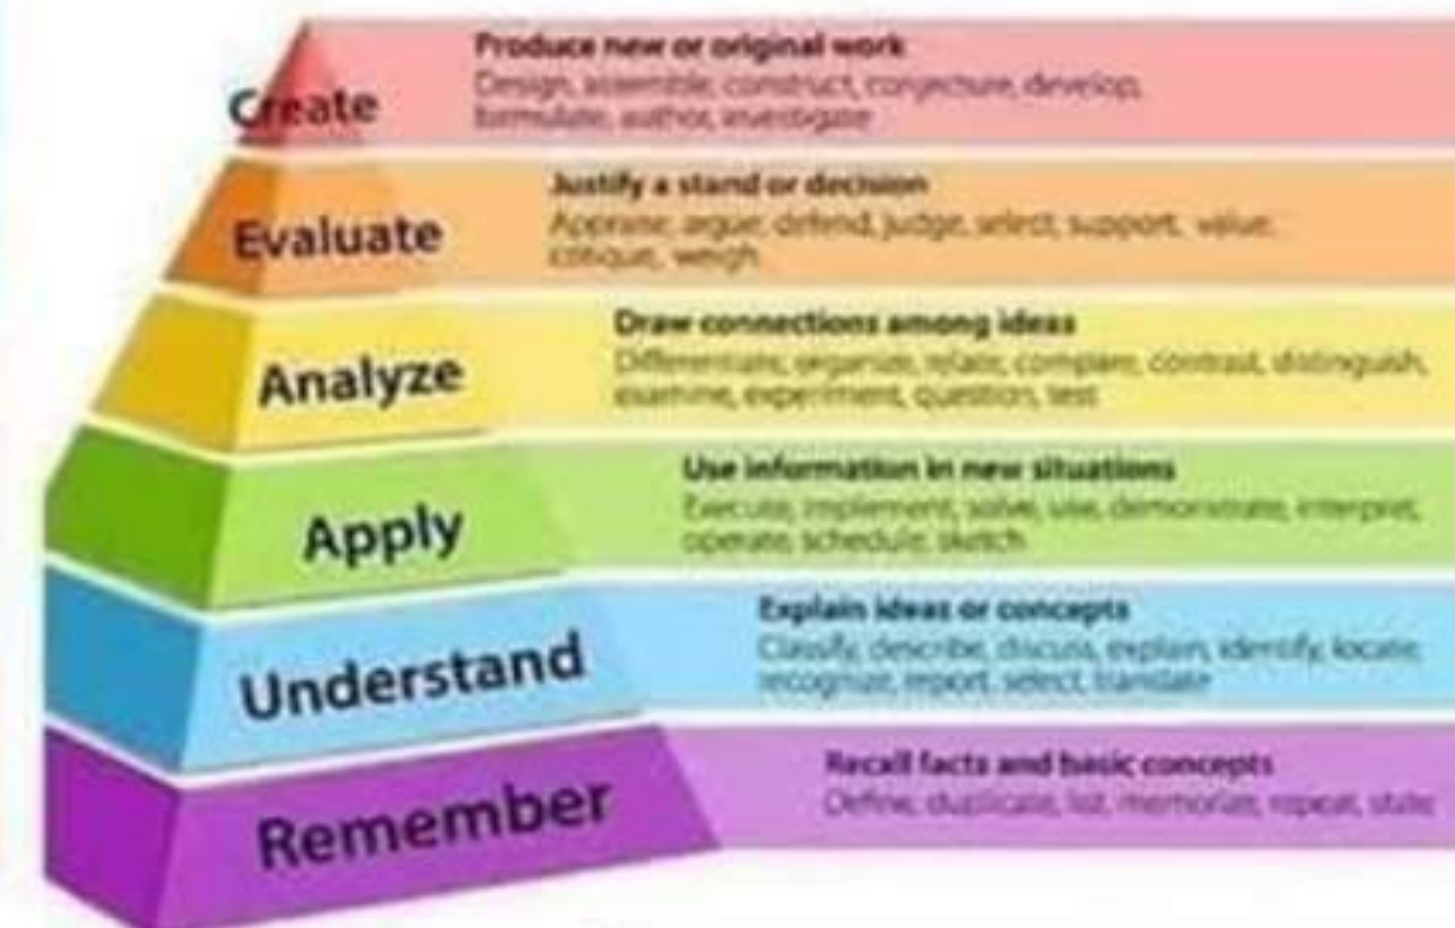 Create
Produce new or original work
Design, assemble, construct, conjecture, develop,
formulate, author, investigate
Evaluate
Justify a stand or decision
Appraise, argue, defend, judge, select, support, value,
critique, weigh
Analyze
Draw connections among ideas
Differentiate, organize, relate, compare, contrast, distinguish,
examine, experiment, question, test
Apply
Use information in new situations
Execute, implement, solve, use, demonstrate, interpret,
operate, schedule, sketch
Understand
Explain ideas or concepts
Classify, describe, discuss, explain, identify, locate,
recognize, report, select, translate
Remember
Recall facts and basic concepts
Define, duplicate, list, memorize, repeat, state